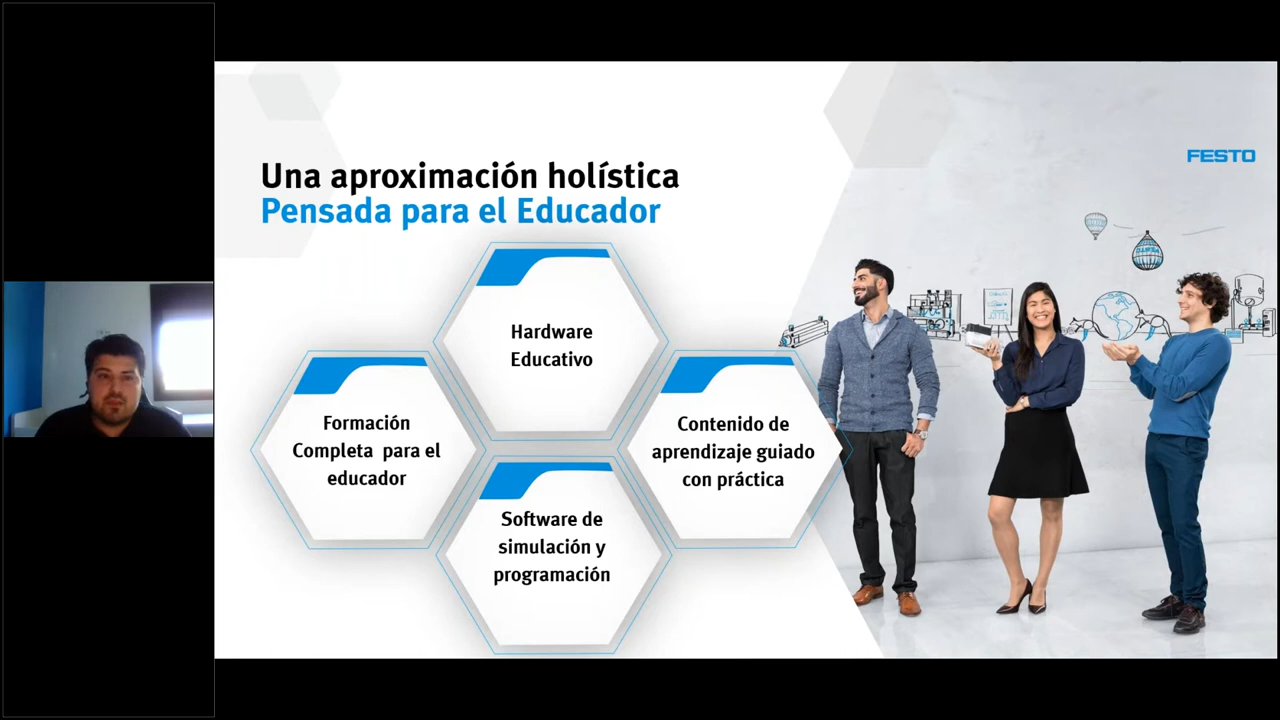 Una aproximación holística
Pensada para el Educador
FESTO
Hardware
Educativo
Formación
Completa para el
educador
Contenido de
aprendizaje guiado
con práctica
Software de
simulación y
programación